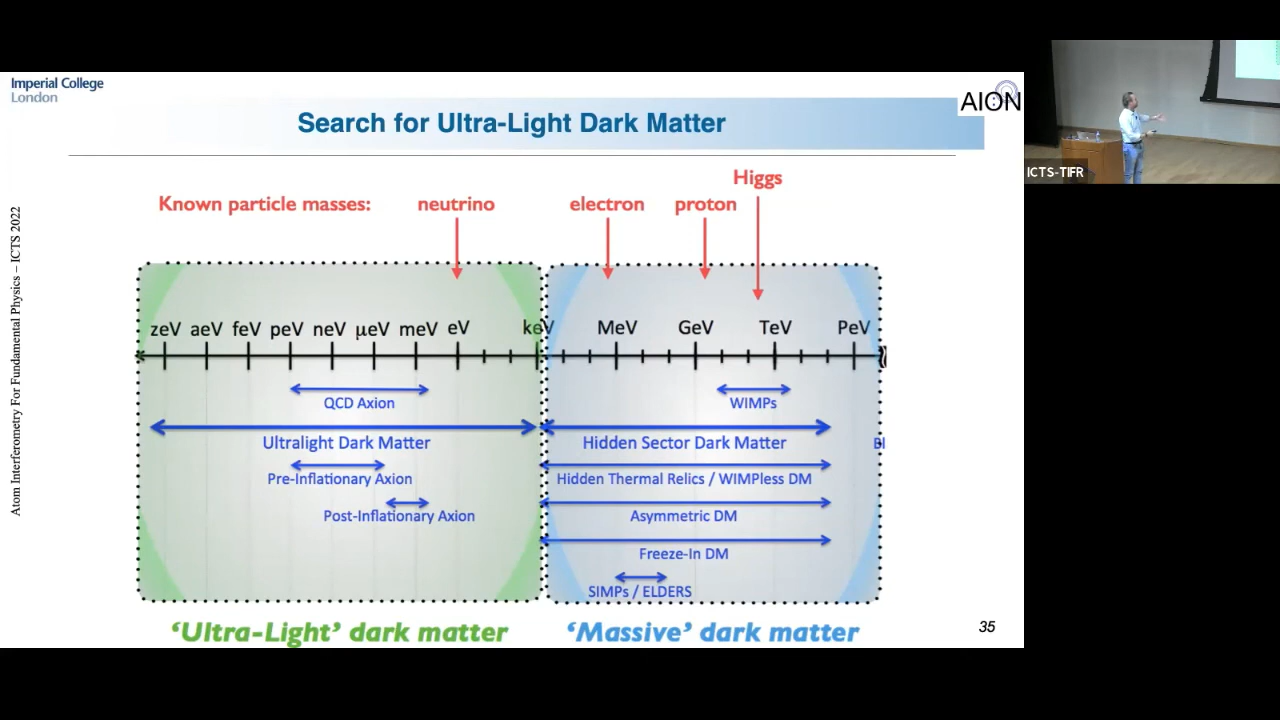 Imperial College
London
AION
Search for Ultra-Light Dark Matter
ICTS-TIFR
Atom Interferometry For Fundamental Physics – ICTS 2022
Higgs
Known particle masses: neutrino electron proton
zeV aeV feV peV neV μeV meV eV keV MeV GeV TeV PeV
QCD Axion WIMPs
Ultralight Dark Matter Hidden Sector Dark Matter
Pre-Inflationary Axion Hidden Thermal Relics / WIMPless DM
Post-Inflationary Axion Asymmetric DM
Freeze-In DM
SIMPs / ELDERS
‘Ultra-Light’ dark matter ‘Massive’ dark matter
35